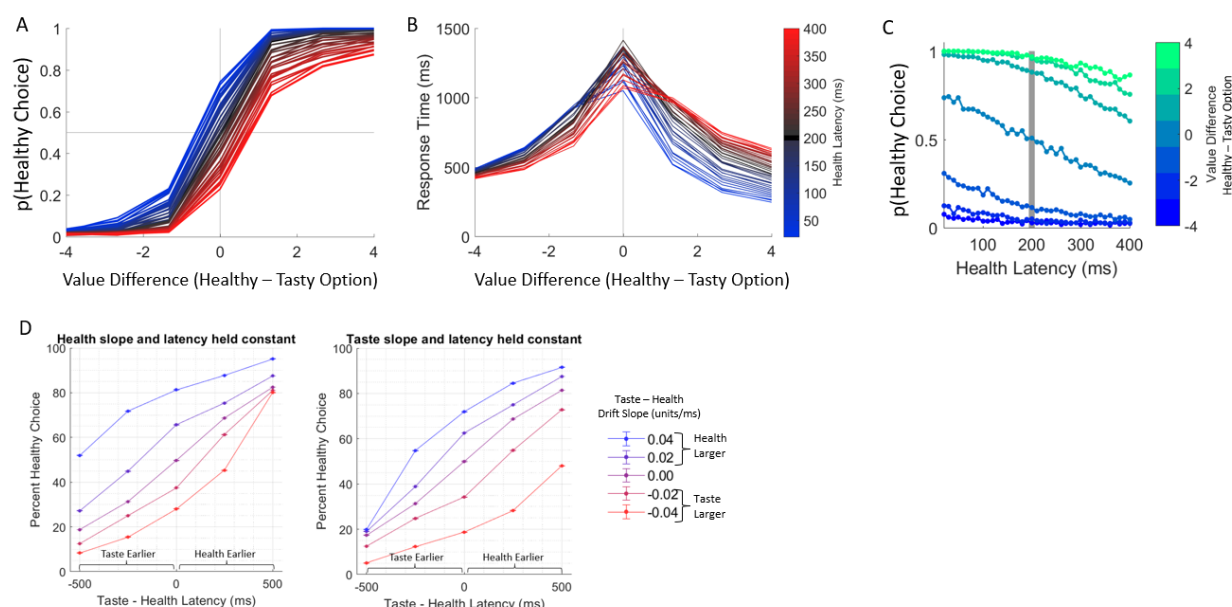 A
1
0.8
0.6
0.4
0.2
0
p(Healthy Choice)
-4 -2 0 2 4
Value Difference (Healthy – Tasty Option)
B
1500
1000
500
0
Response Time (ms)
-4 -2 0 2 4
Value Difference (Healthy – Tasty Option)
400
350
300
250
200
150
100
50
Health Latency (ms)
C
1
0.5
0
p(Healthy Choice)
100 200 300 400
Health Latency (ms)
4
2
0
-2
-4
Value Difference
Healthy – Tasty Option
D
Health slope and latency held constant
100
80
60
40
20
0
Percent Healthy Choice
Taste Earlier Health Earlier
-500 0 500
Taste - Health Latency (ms)
Taste slope and latency held constant
100
80
60
40
20
0
Percent Healthy Choice
Taste Earlier Health Earlier
-500 0 500
Taste - Health Latency (ms)
Taste – Health
Drift Slope (units/ms)
0.04
0.02
0.00
-0.02
-0.04
Health
Larger
Taste
Larger